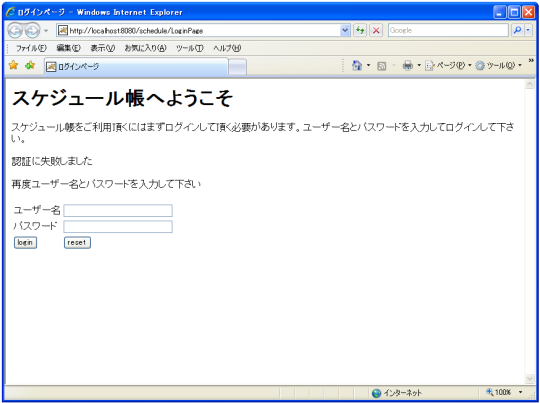 ログインページ - Windows Internet Explorer
http://localhost:8080/schedule/LoginPage
Google
ファイル(F) 編集(E) 表示(V) お気に入り(A) ツール(T) ヘルプ(H)
ログインページ
ページ(P) ツール(O)
スケジュール帳へようこそ
スケジュール帳をご利用頂くにはまずログインして頂く必要があります。ユーザー名とパスワードを入力してログインして下さ
い。
認証に失敗しました
再度ユーザー名とパスワードを入力して下さい
ユーザー名
パスワード
login reset
インターネット 100%